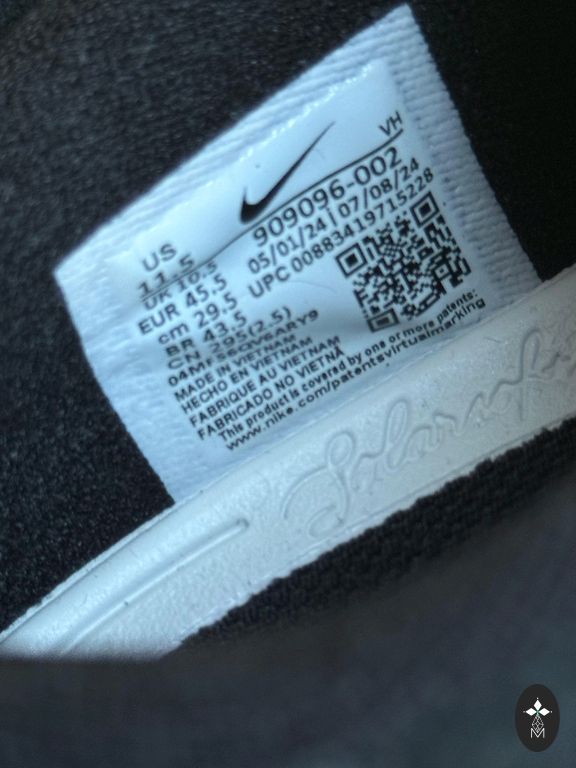 VH
909096-002
05/01/24 | 07/08/24
UPC 00883419715228
US
11.5
UK 10.5
EUR 45.5
cm 29.5
BR 43.5
CN 295(2.5)
MADE IN VIETNAM
HECHO EN VIETNAM
FABRIQUE AU VIETNAM
FABRICADO NO VIETNÃ
This product is covered by one or more patents:
www.nike.com/patentsvirtualmarking
M